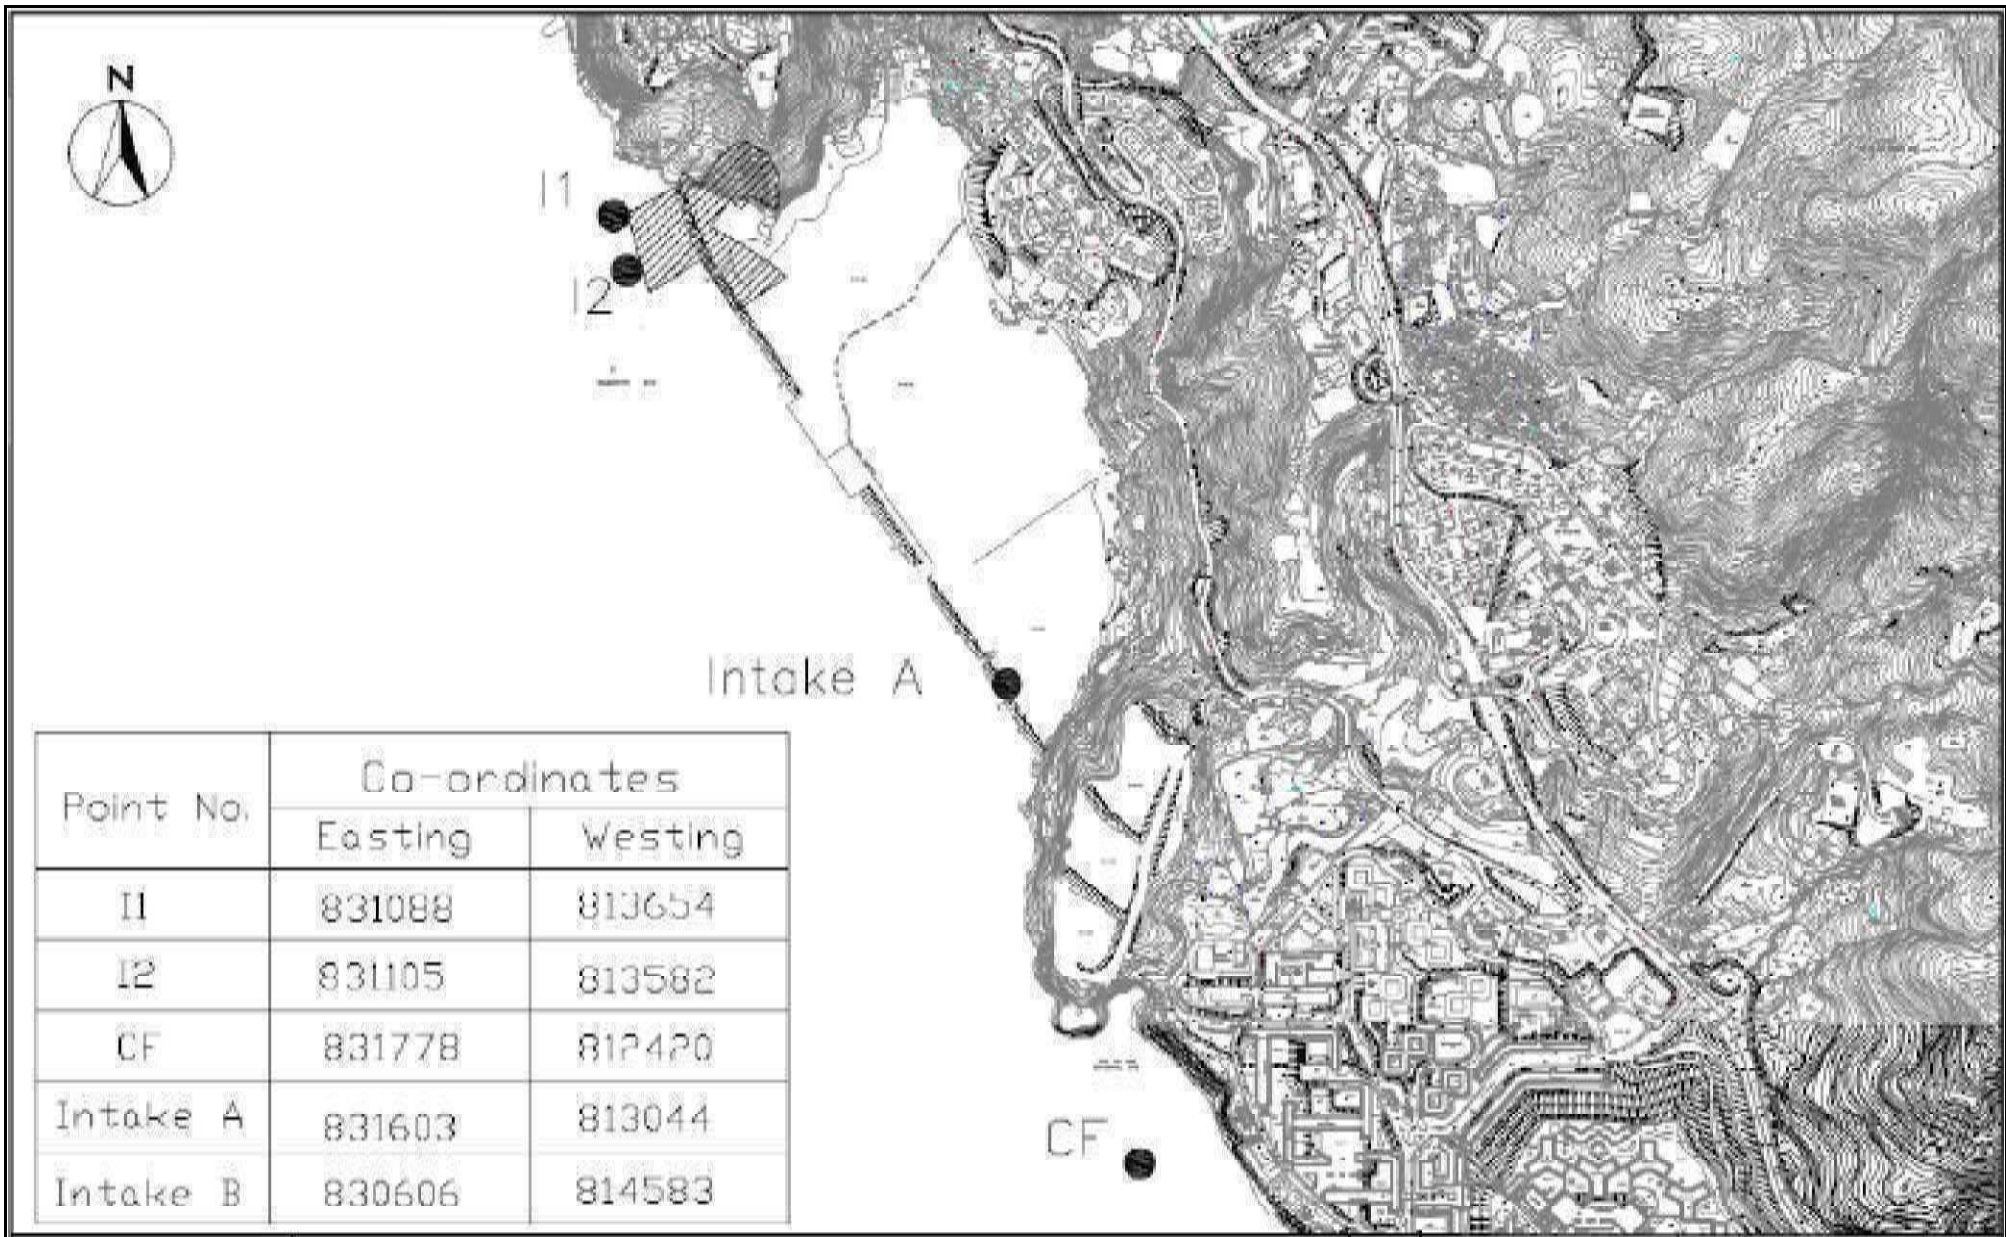 N
I1
I2
Intake A
Point No. Co-ordinates
Easting Westing
I1 831088 813654
I2 831105 813582
CF 831778 812420
Intake A 831603 813044
Intake B 830606 814583
CF